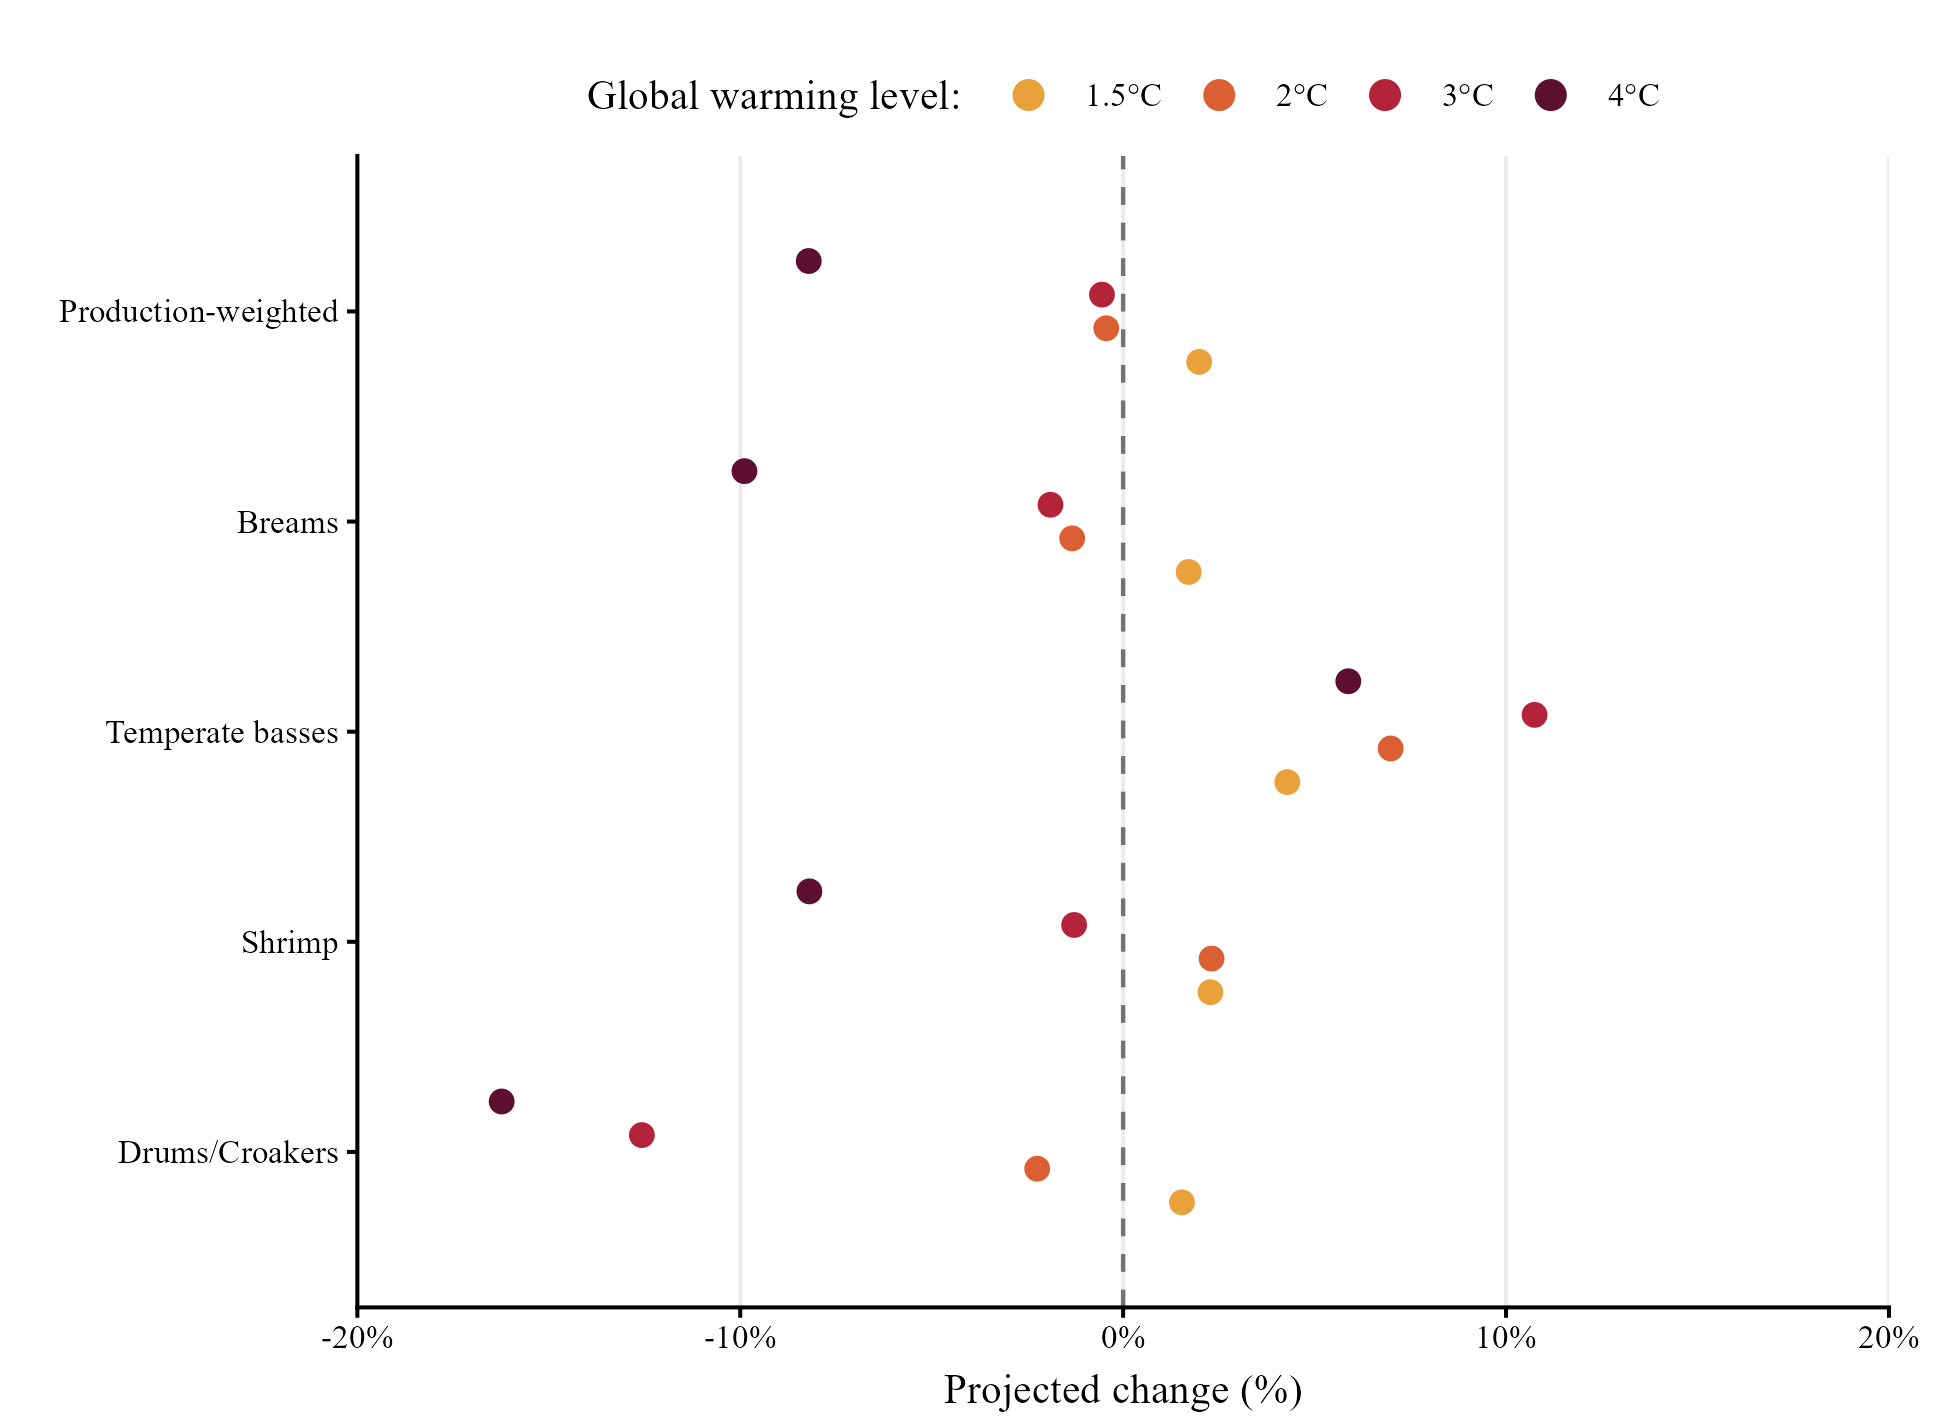 Global warming level: 1.5°C 2°C 3°C 4°C
Production-weighted
Breams
Temperate basses
Shrimp
Drums/Croakers
-20% -10% 0% 10% 20%
Projected change (%)